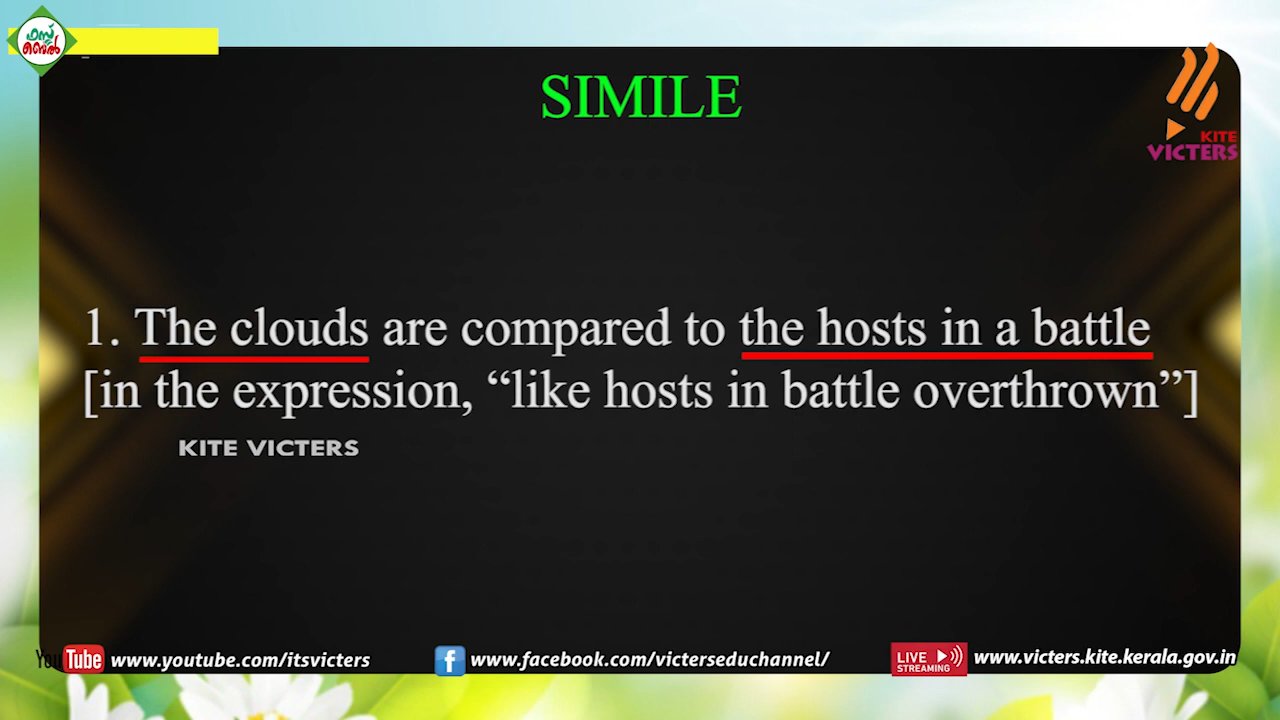 ഫസ്റ്റ്
ബെൽ
SIMILE
KITE
VICTERS
1. The clouds are compared to the hosts in a battle
[in the expression, “like hosts in battle overthrown”]
KITE VICTERS
YouTube www.youtube.com/itsvicters
f www.facebook.com/victerseduchannel/
LIVE STREAMING www.victers.kite.kerala.gov.in